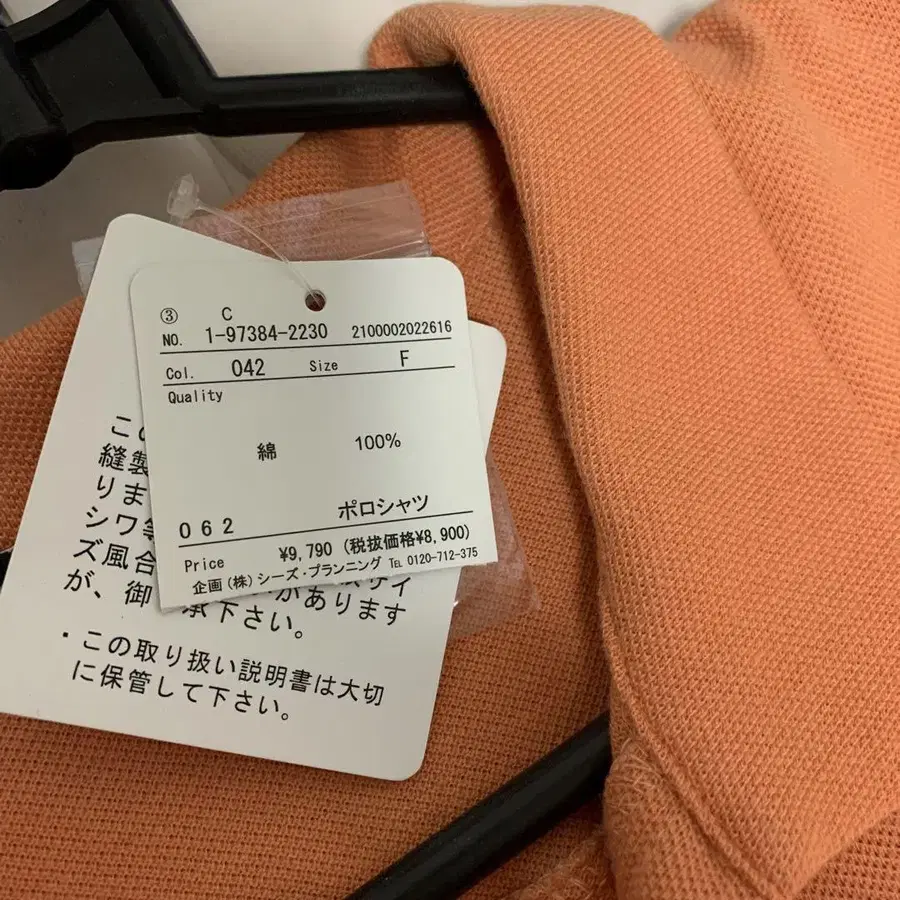 ③ C
NO. 1-97384-2230 2100002022616
Col. 042 Size F
Quality
綿 100%
062 ポロシャツ
Price ¥9,790 (税抜価格¥8,900)
企画(株)シーズ・プランニング TEL 0120-712-375
縫製
りま
シワ等
ズ風合
が、御 があります
承下さい。
・この取り扱い説明書は大切
に保管して下さい。